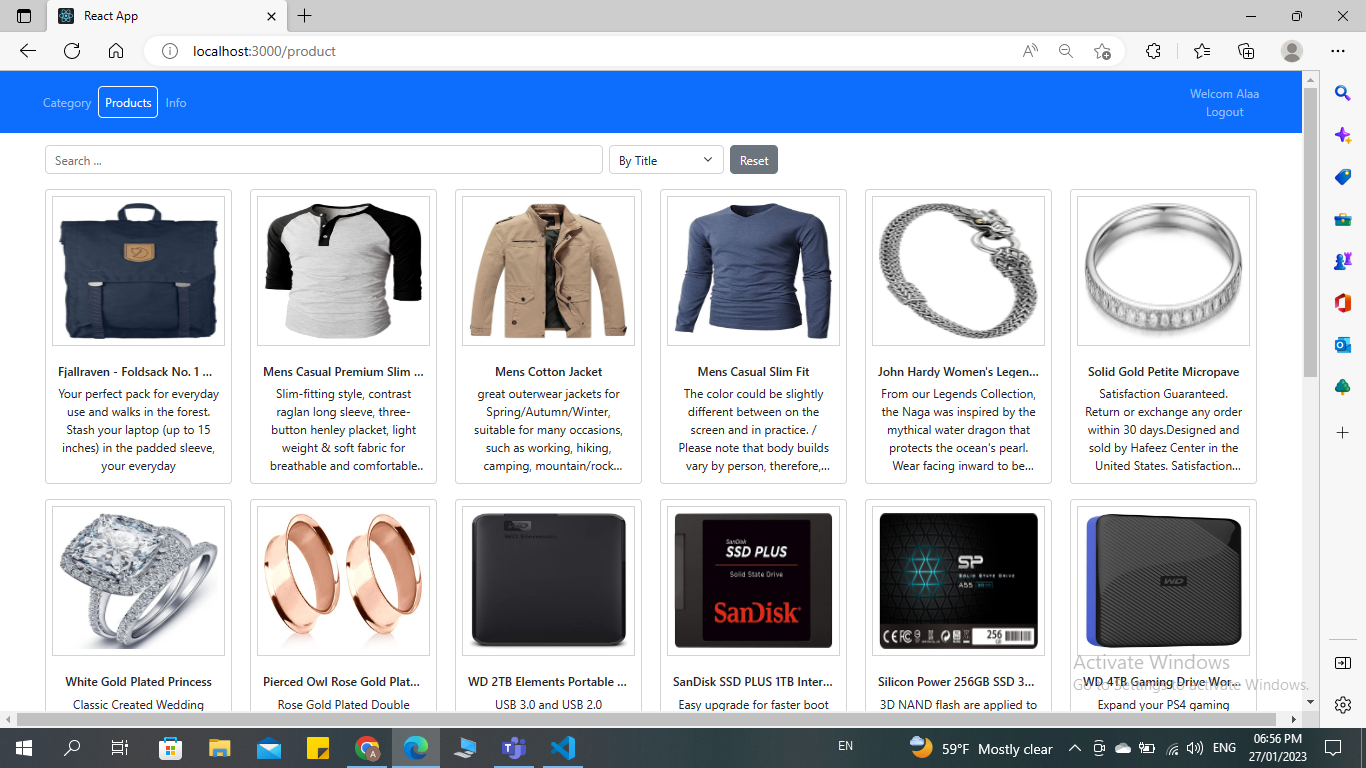 React App
localhost:3000/product
Category Products Info
Welcom Alaa
Logout
Search ...
By Title
Reset
Fjallraven - Foldsack No. 1 ...
Your perfect pack for everyday
use and walks in the forest.
Stash your laptop (up to 15
inches) in the padded sleeve,
your everyday
Mens Casual Premium Slim ...
Slim-fitting style, contrast
raglan long sleeve, three-
button henley placket, light
weight & soft fabric for
breathable and comfortable..
Mens Cotton Jacket
great outerwear jackets for
Spring/Autumn/Winter,
suitable for many occasions,
such as working, hiking,
camping, mountain/rock...
Mens Casual Slim Fit
The color could be slightly
different between on the
screen and in practice. /
Please note that body builds
vary by person, therefore,...
John Hardy Women's Legen...
From our Legends Collection,
the Naga was inspired by the
mythical water dragon that
protects the ocean's pearl.
Wear facing inward to be...
Solid Gold Petite Micropave
Satisfaction Guaranteed.
Return or exchange any order
within 30 days.Designed and
sold by Hafeez Center in the
United States. Satisfaction...
White Gold Plated Princess
Classic Created Wedding
Pierced Owl Rose Gold Plat...
Rose Gold Plated Double
WD
WD 2TB Elements Portable ...
USB 3.0 and USB 2.0
SanDisk
SSD PLUS
Solid State Drive
SanDisk
SanDisk SSD PLUS 1TB Inter...
Easy upgrade for faster boot
SP
SOLID STATE DRIVE
A55
256
GB
Silicon Power 256GB SSD 3...
3D NAND flash are applied to
WD
WD 4TB Gaming Drive Wor...
Expand your PS4 gaming
Activate Windows
Go to Settings to activate Windows.
EN
59°F Mostly clear
ENG
06:56 PM
27/01/2023